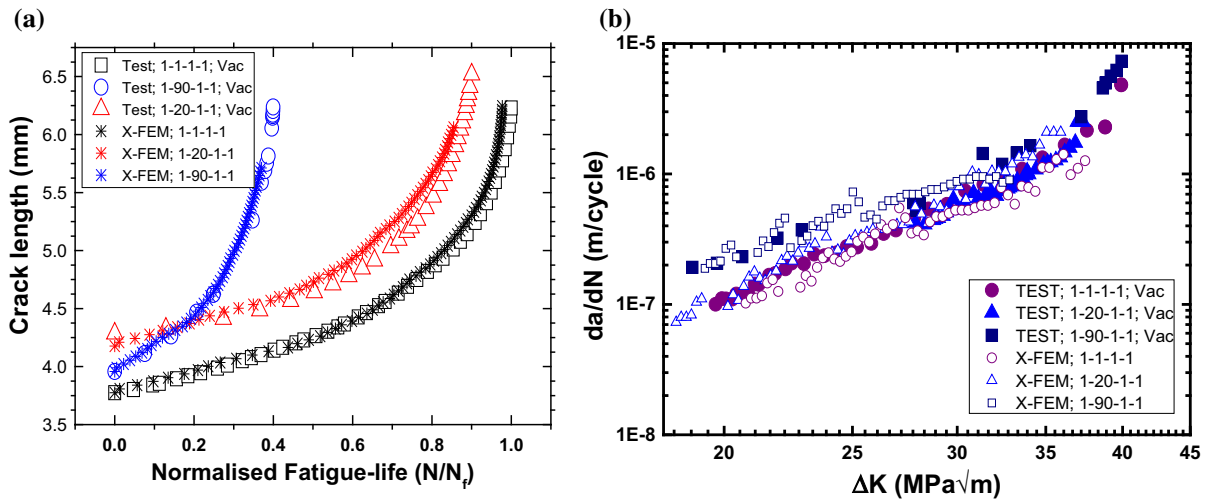 (a)
Crack length (mm)
6.5
6.0
5.5
5.0
4.5
4.0
3.5
Test; 1-1-1-1; Vac
Test; 1-90-1-1; Vac
Test; 1-20-1-1; Vac
X-FEM; 1-1-1-1
X-FEM; 1-20-1-1
X-FEM; 1-90-1-1
0.0 0.2 0.4 0.6 0.8 1.0
Normalised Fatigue-life (N/Nf)
(b)
da/dN (m/cycle)
1E-5
1E-6
1E-7
1E-8
TEST; 1-1-1-1; Vac
TEST; 1-20-1-1; Vac
TEST; 1-90-1-1; Vac
X-FEM; 1-1-1-1
X-FEM; 1-20-1-1
X-FEM; 1-90-1-1
20 25 30 35 40 45
ΔK (MPa√m)